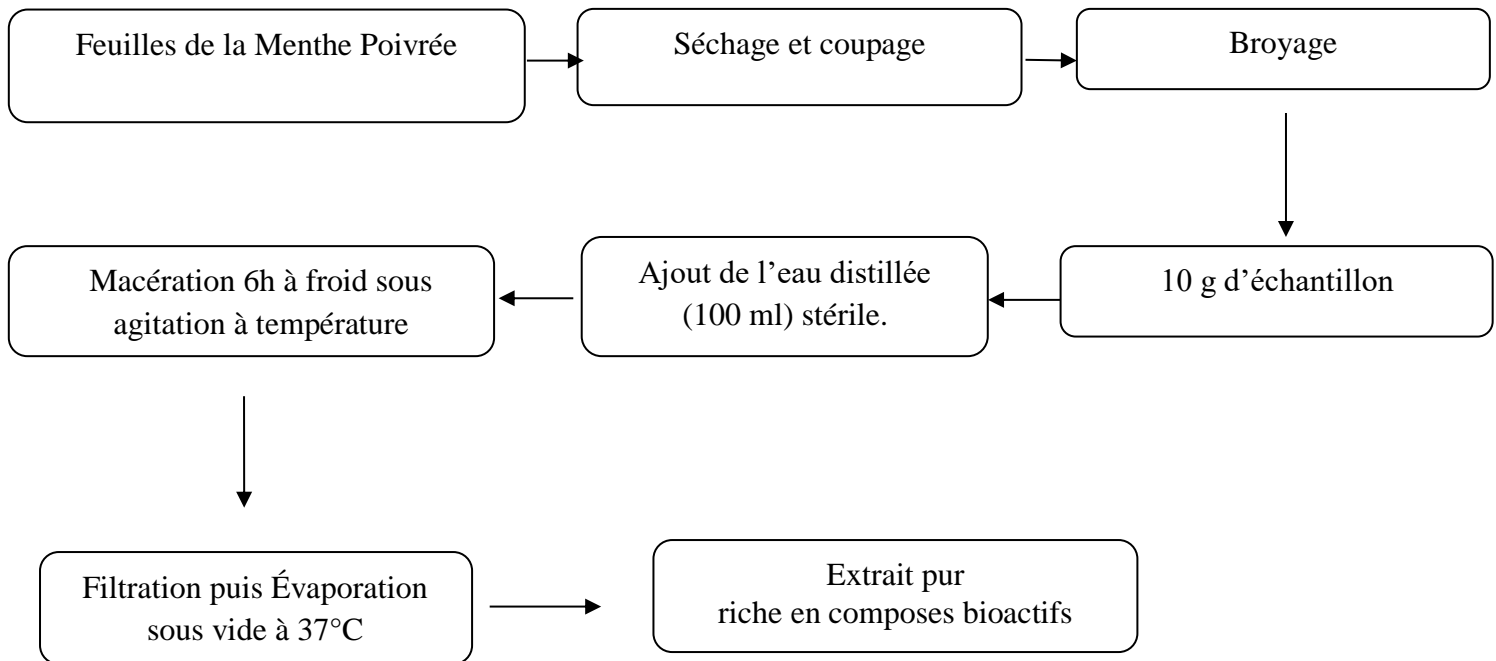 Feuilles de la Menthe Poivrée
Séchage et coupage
Broyage
10 g d’échantillon
Ajout de l’eau distillée
(100 ml) stérile.
Macération 6h à froid sous
agitation à température
Filtration puis Évaporation
sous vide à 37°C
Extrait pur
riche en composes bioactifs